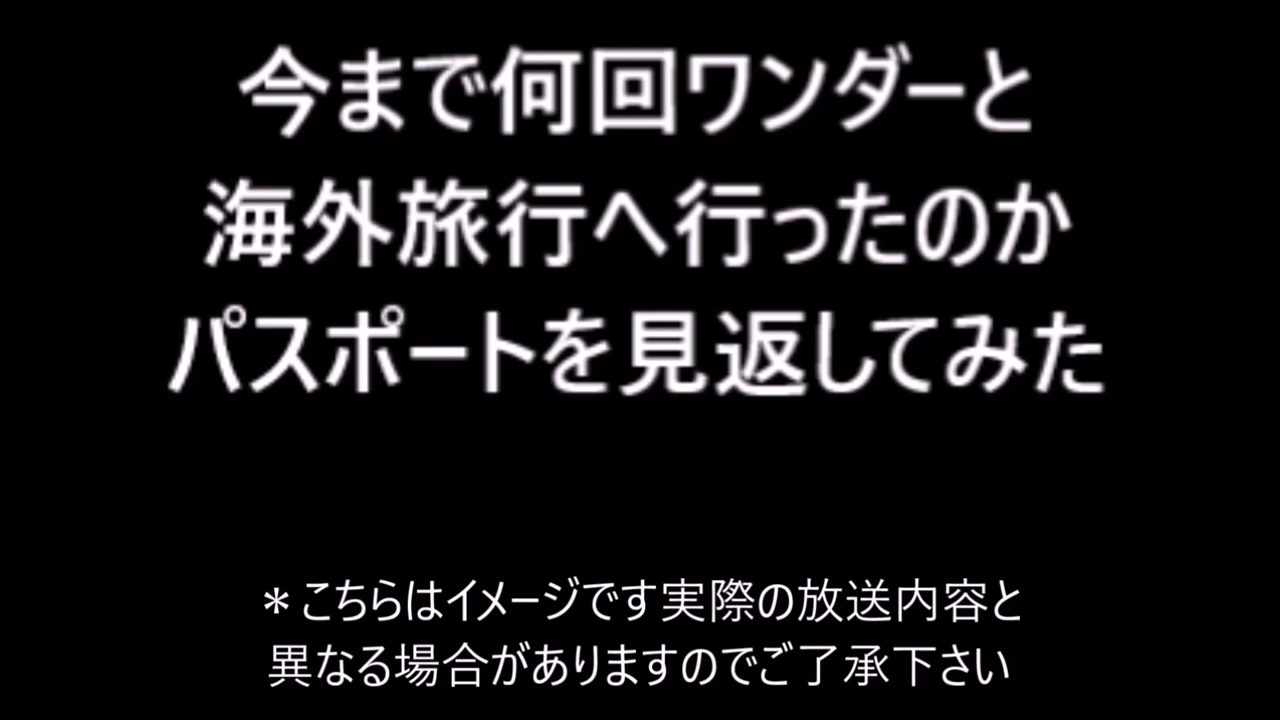 今まで何回ワンダーと
海外旅行へ行ったのか
パスポートを見返してみた
＊こちらはイメージです実際の放送内容と
異なる場合がありますのでご了承下さい